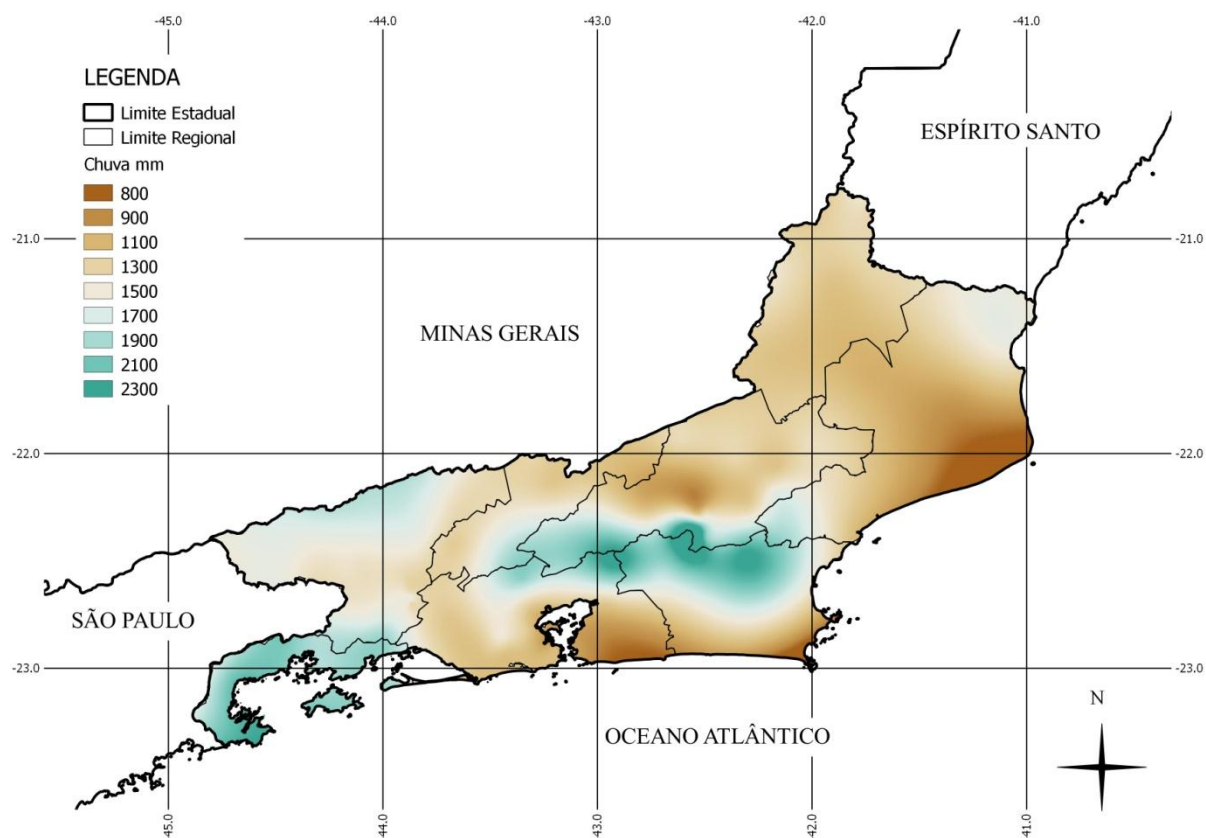 -45.0
-44.0
-43.0
-42.0
-41.0
LEGENDA
Limite Estadual
Limite Regional
Chuva mm
800
900
1100
1300
1500
1700
1900
2100
2300
ESPÍRITO SANTO
-21.0
-21.0
MINAS GERAIS
-22.0
-22.0
SÃO PAULO
-23.0
-23.0
OCEANO ATLÂNTICO
N
-45.0
-44.0
-43.0
-42.0
-41.0